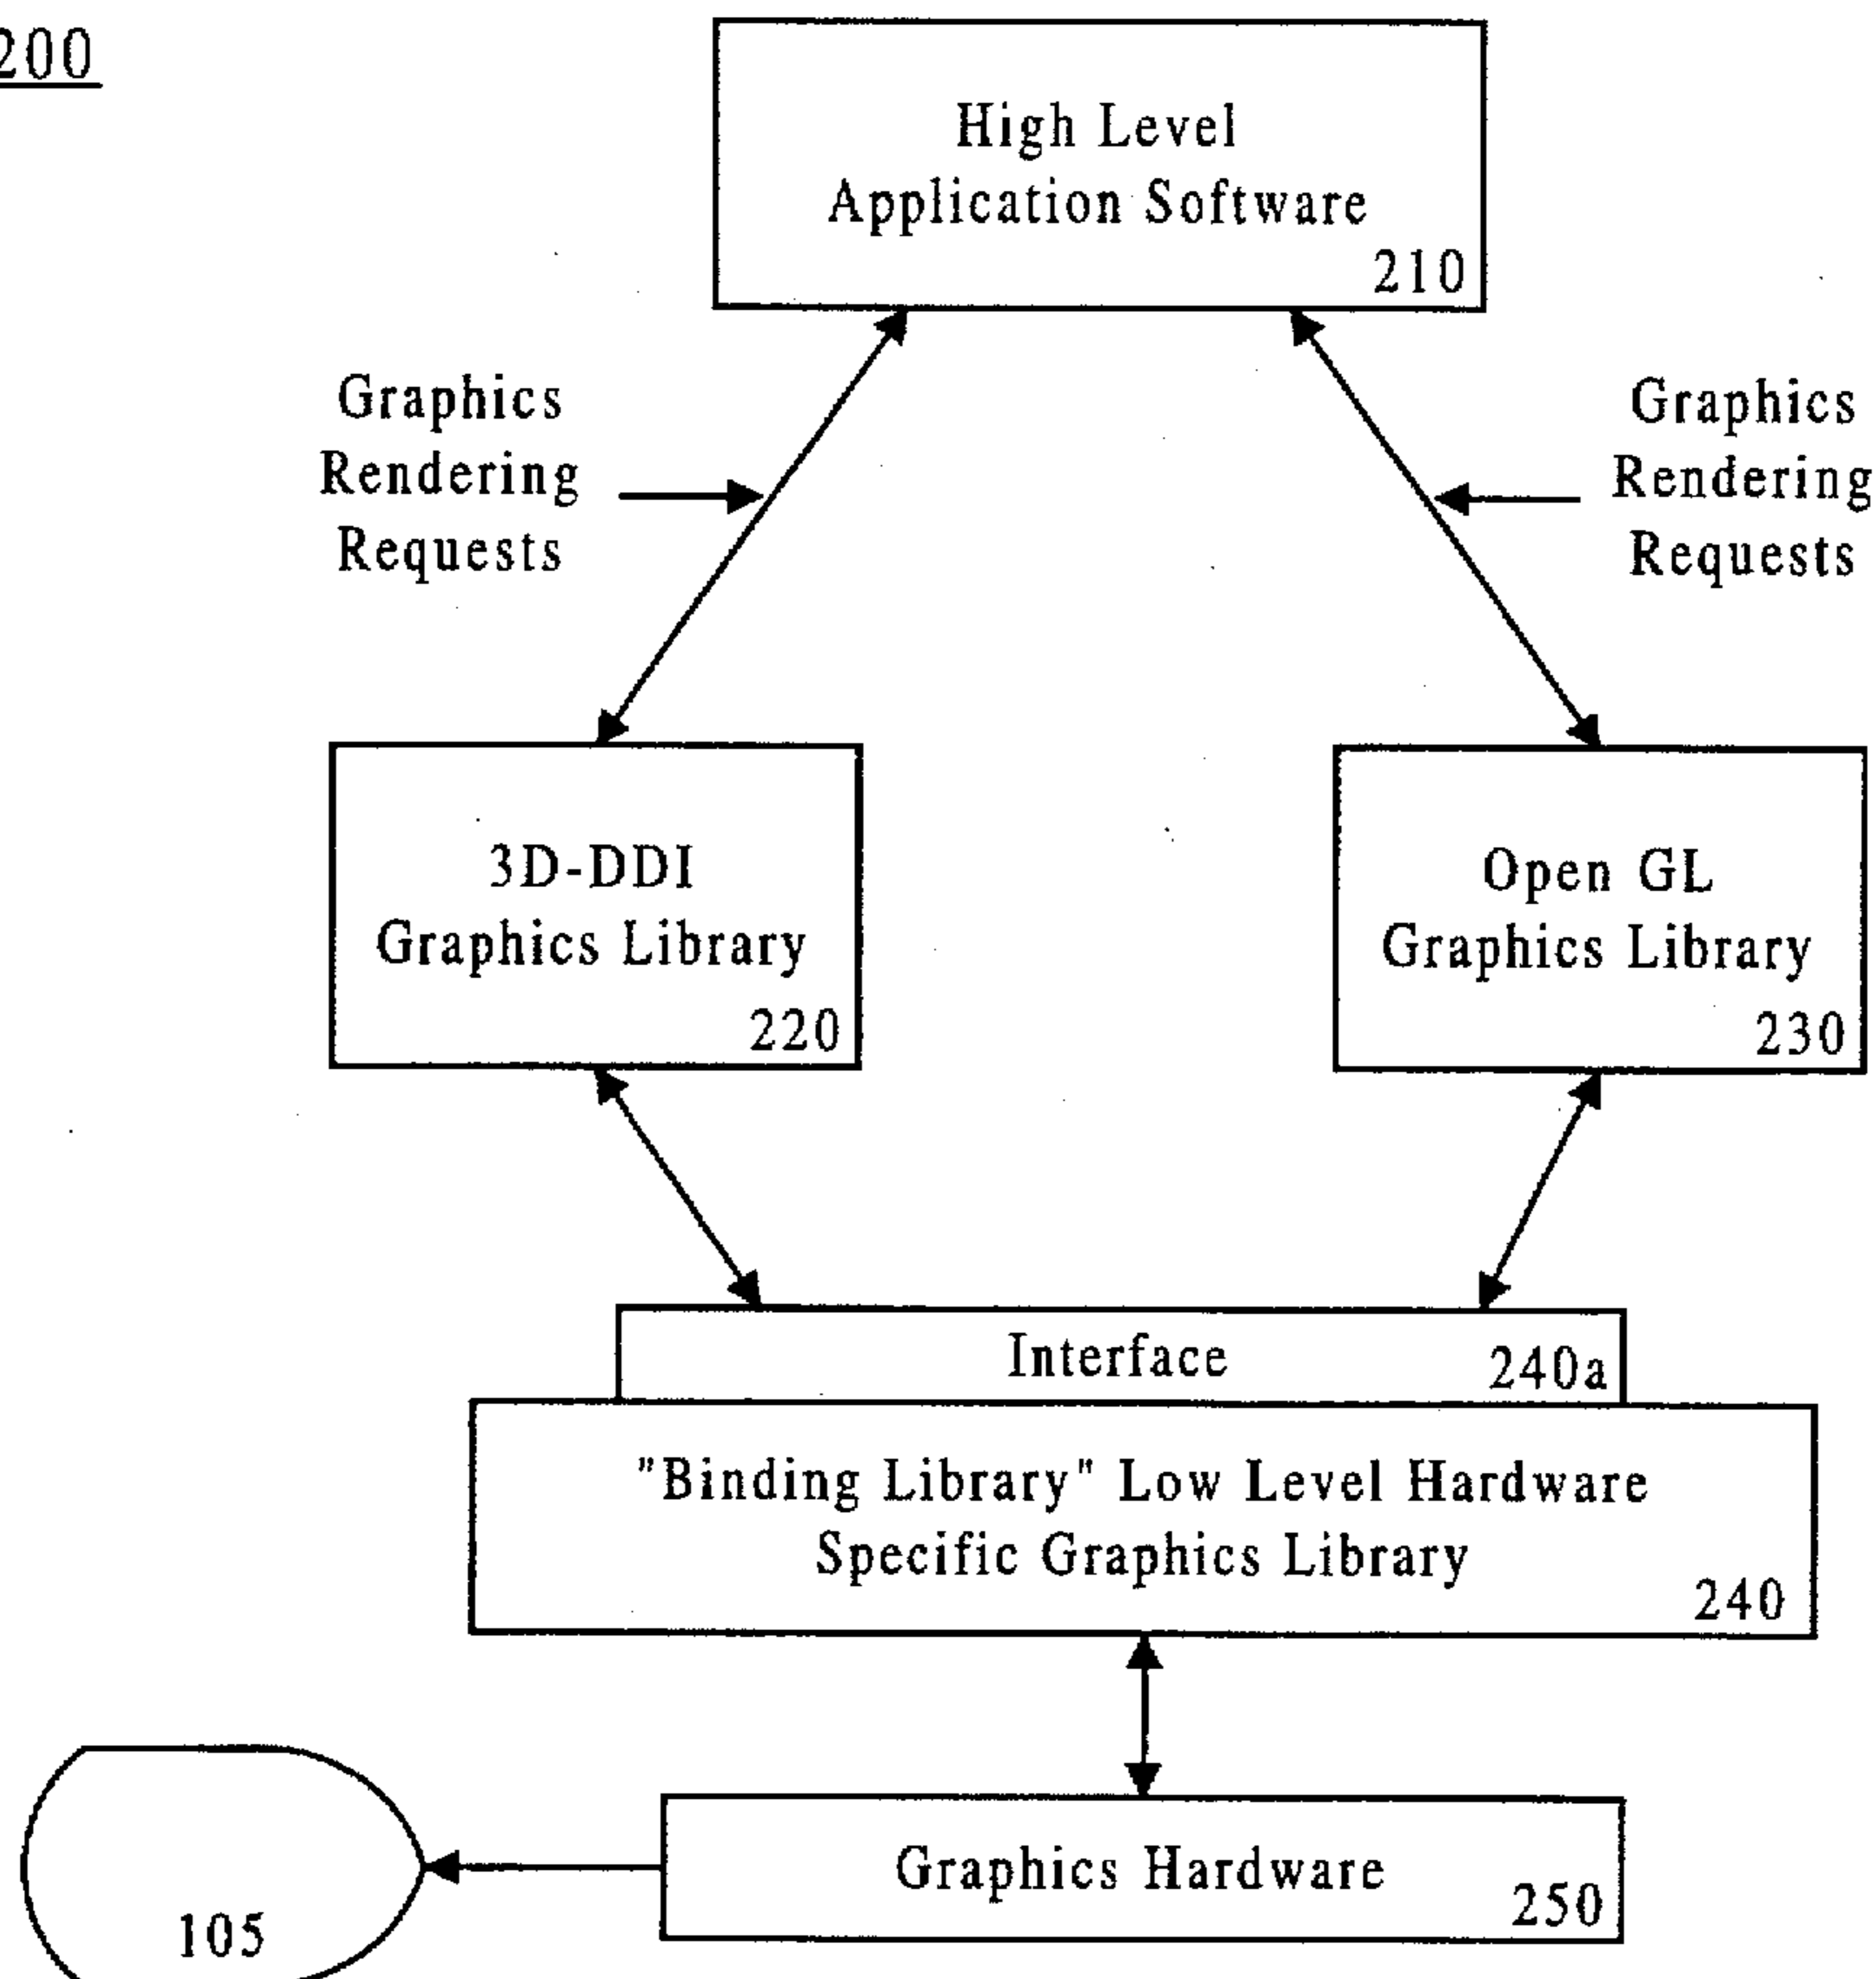 200
High Level
Application Software
210
Graphics
Rendering
Requests
Graphics
Rendering
Requests
3D-DDI
Graphics Library
220
Open GL
Graphics Library
230
Interface
240a
"Binding Library" Low Level Hardware
Specific Graphics Library
240
Graphics Hardware
250
105